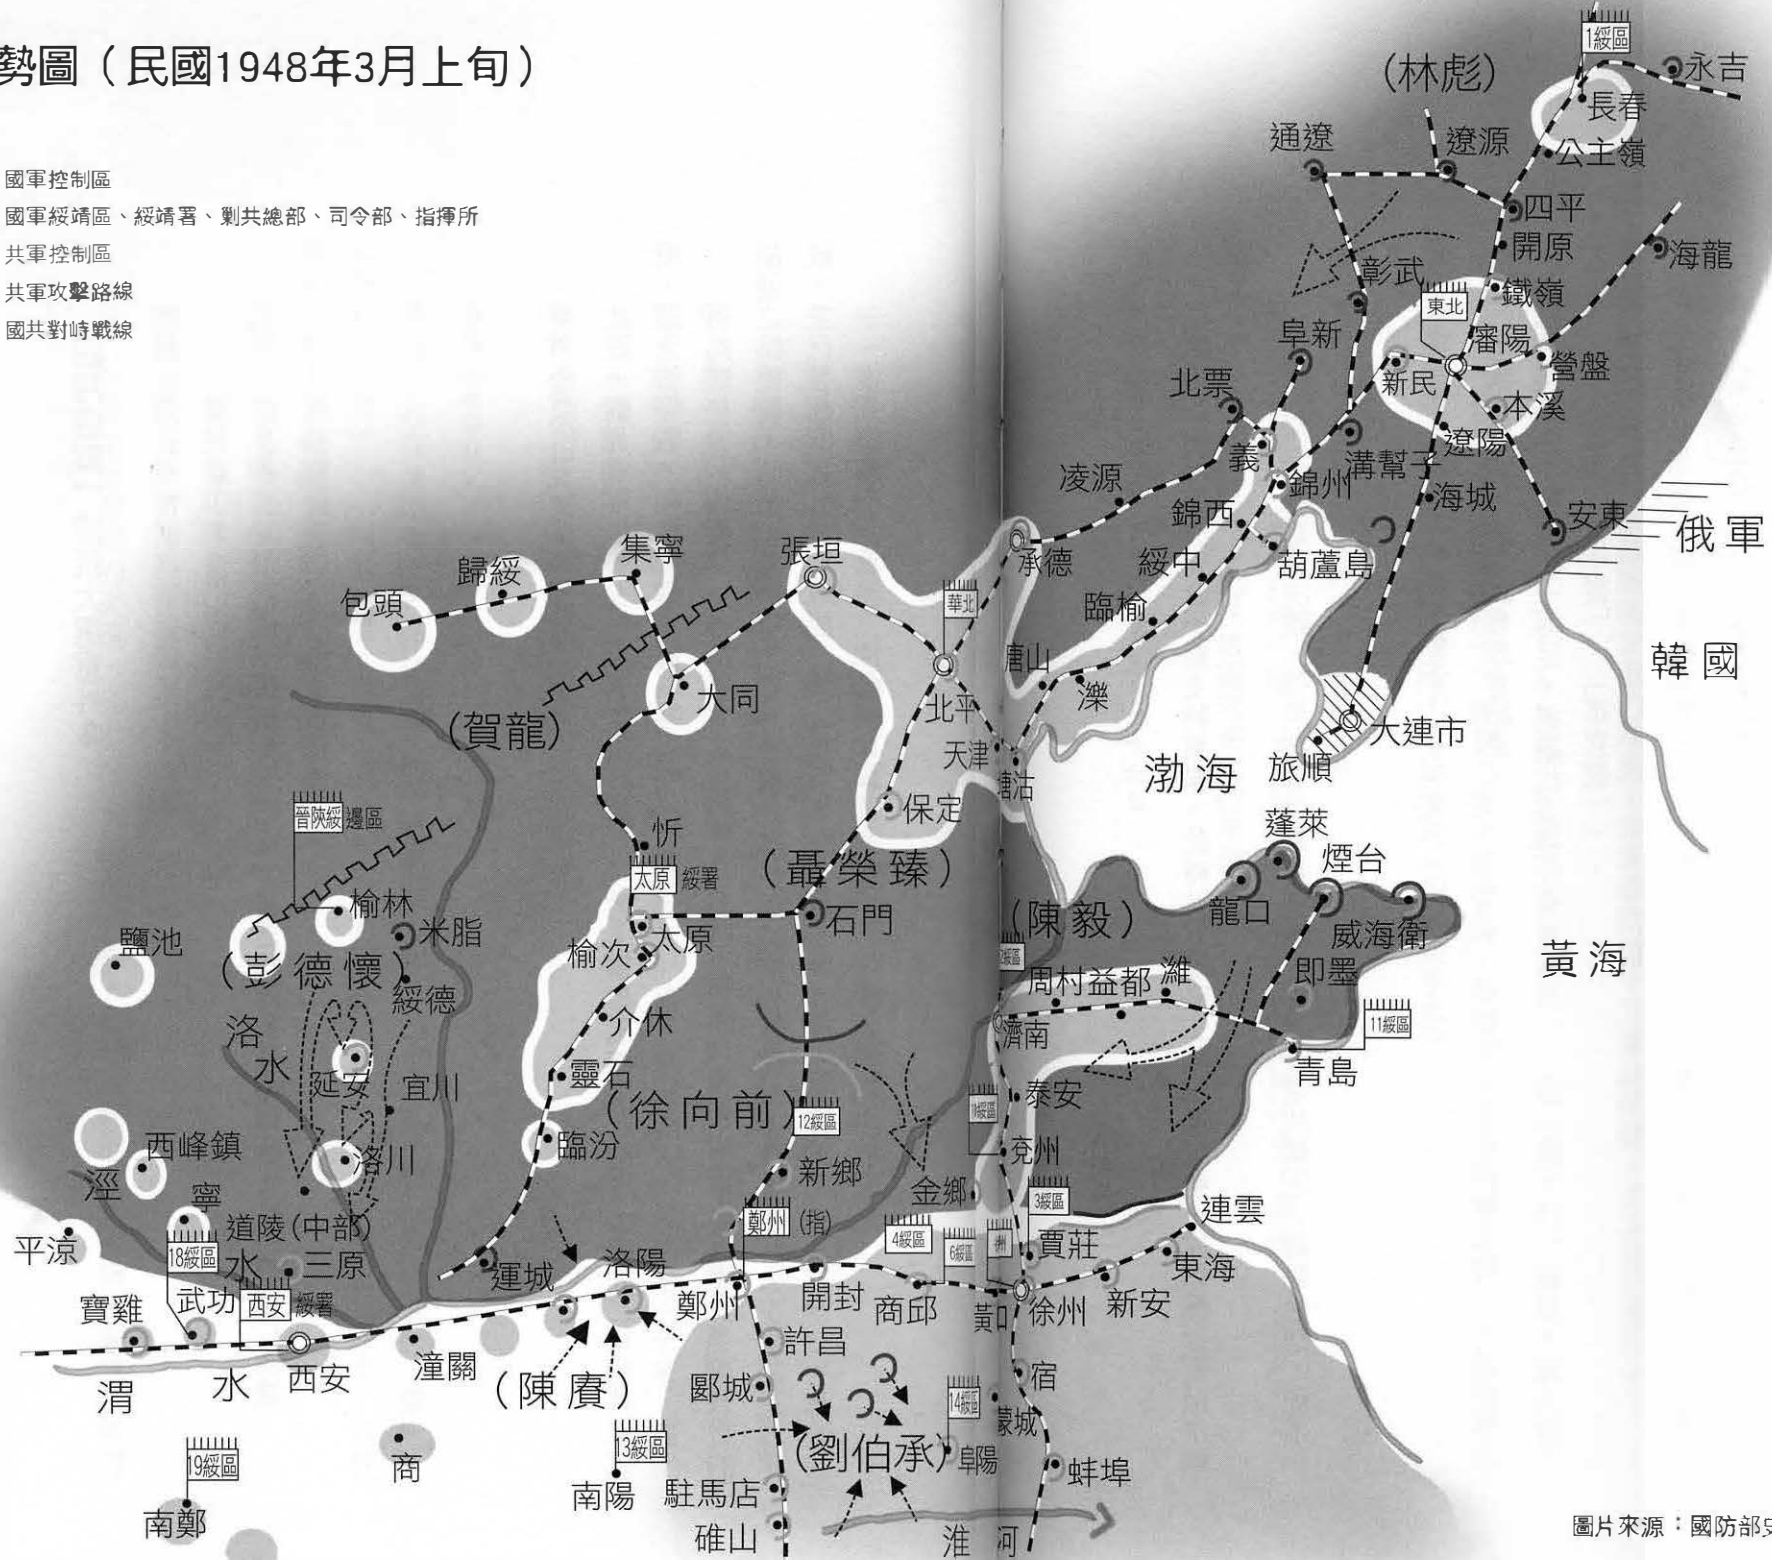 勢圖（民國1948年3月上旬）
國軍控制區
國軍綏靖區、綏靖署、剿共總部、司令部、指揮所
共軍控制區
共軍攻擊路線
國共對峙戰線
1綏區
永吉
（林彪）
長春
公主嶺
通遼
遼源
四平
開原
海龍
彰武
鐵嶺
東北
阜新
瀋陽
營盤
新民
北票
本溪
遼陽
義
溝幫子
錦州
海城
凌源
錦西
安東
俄軍
葫蘆島
承德
綏中
張垣
集寧
歸綏
包頭
華北
臨榆
唐山
灤
韓國
大同
北平
（賀龍）
天津
塘沽
大連市
旅順
渤海
保定
晉陝綏邊區
忻
太原綏署
（聶榮臻）
蓬萊
煙台
龍口
威海衛
榆林
米脂
石門
太原
榆次
（陳毅）
鹽池
（彭德懷）
綏德
周村
益都
濰
即墨
黃海
11綏區
洛
水
介休
濟南
青島
延安
宜川
靈石
（徐向前）
泰安
12綏區
西峰鎮
洛川
臨汾
兗州
涇
寧
新鄉
金鄉
3綏區
道陵（中部）
鄭州（指）
連雲
平涼
18綏區
水
三原
4綏區
6綏區
賈莊
運城
洛陽
東海
寶雞
武功
西安綏署
鄭州
開封
商邱
黃口
徐州
新安
許昌
潼關
西安
渭
水
（陳賡）
郾城
宿
14綏區
蒙城
13綏區
（劉伯承）
阜陽
19綏區
商
蚌埠
南陽
駐馬店
南鄭
確山
淮
河
圖片來源：國防部史